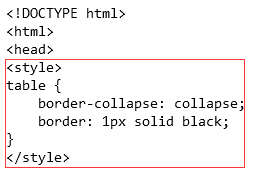 <!DOCTYPE html>
<html>
<head>
<style>
table {
    border-collapse: collapse;
    border: 1px solid black;
}
</style>